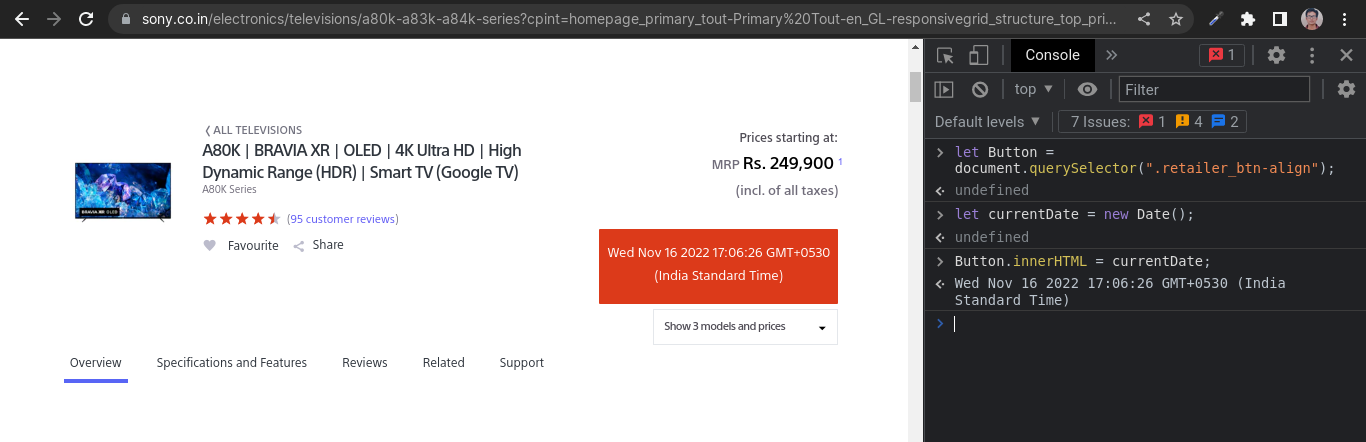 sony.co.in/electronics/televisions/a80k-a83k-a84k-series?cpint=homepage_primary_tout-Primary%20Tout-en_GL-responsivegrid_structure_top_pri...
ALL TELEVISIONS
A80K | BRAVIA XR | OLED | 4K Ultra HD | High
Dynamic Range (HDR) | Smart TV (Google TV)
A80K Series
BRAVIA XR OLED
(95 customer reviews)
Favourite Share
Prices starting at:
MRP Rs. 249,900 1
(incl. of all taxes)
Wed Nov 16 2022 17:06:26 GMT+0530
(India Standard Time)
Show 3 models and prices
Overview Specifications and Features Reviews Related Support
Console 1
top Filter
Default levels 7 Issues: 1 4 2
let Button =
document.querySelector(".retailer_btn-align");
undefined
let currentDate = new Date();
undefined
Button.innerHTML = currentDate;
Wed Nov 16 2022 17:06:26 GMT+0530 (India
Standard Time)